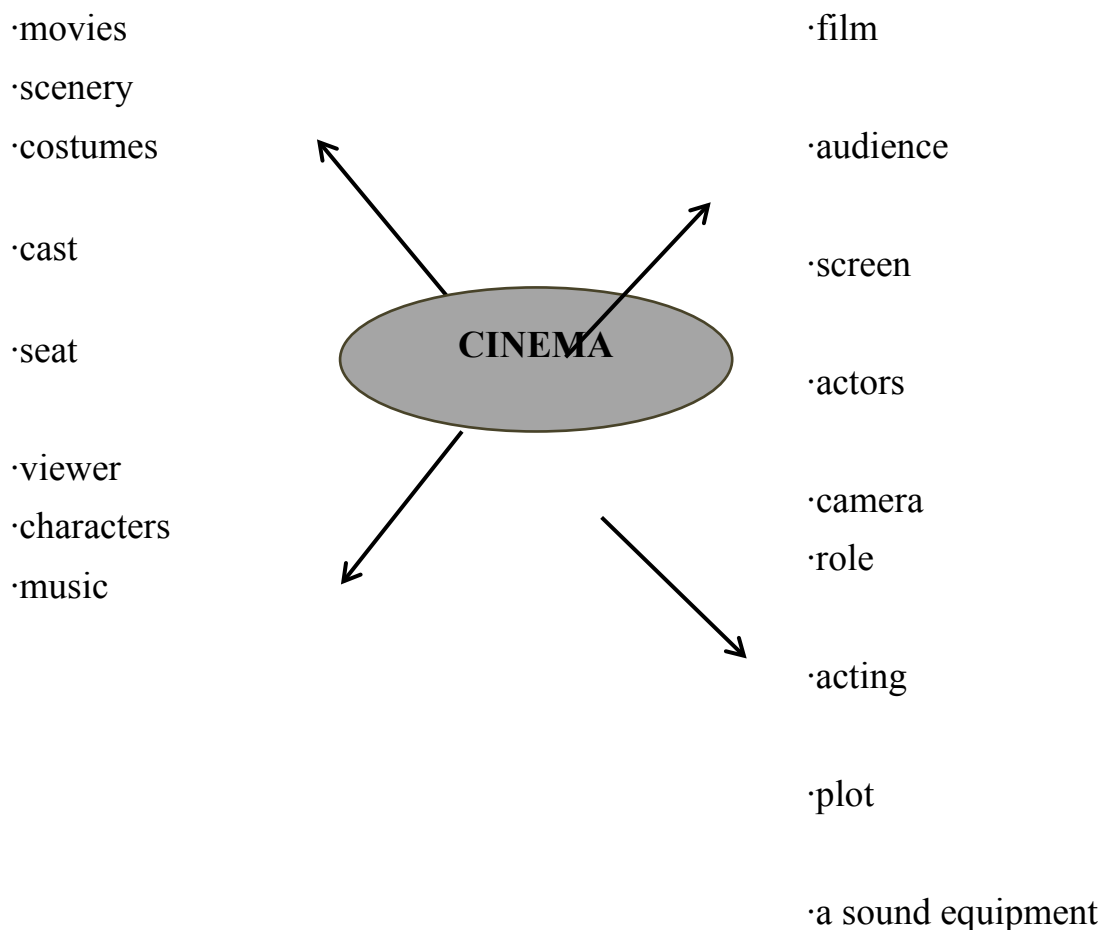 ·movies
·scenery
·costumes
·cast
·seat
·viewer
·characters
·music
CINEMA
·film
·audience
·screen
·actors
·camera
·role
·acting
·plot
·a sound equipment